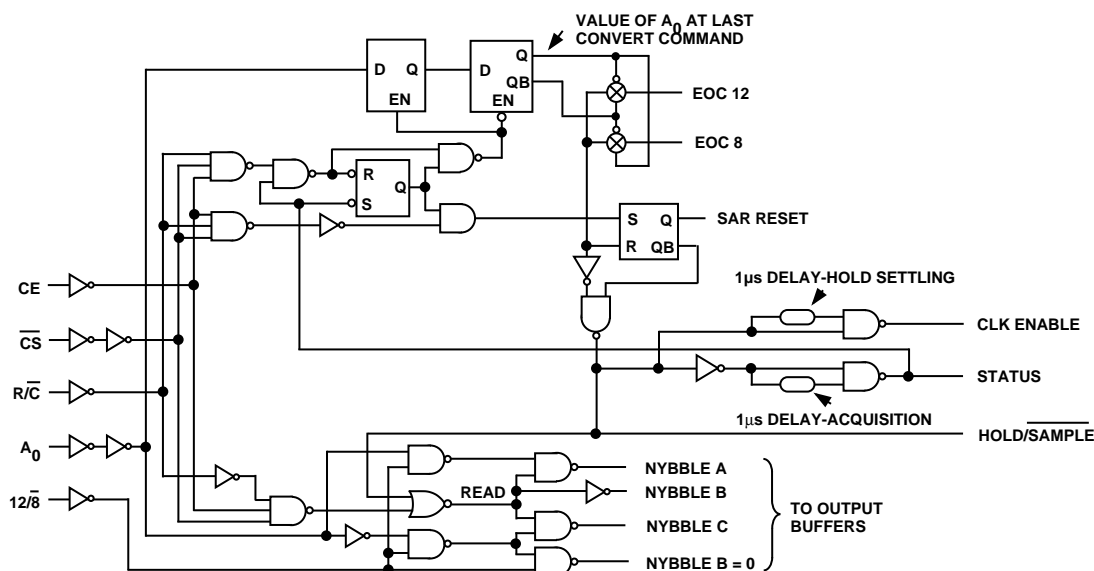 VALUE OF A0 AT LAST
CONVERT COMMAND
D Q
EN
D Q
QB
EN
EOC 12
EOC 8
R
S
Q
S Q
R QB
SAR RESET
1µs DELAY-HOLD SETTLING
CLK ENABLE
STATUS
1µs DELAY-ACQUISITION
HOLD/SAMPLE
CE
CS
R/C
A0
12/8
READ
NYBBLE A
NYBBLE B
NYBBLE C
NYBBLE B = 0
TO OUTPUT
BUFFERS